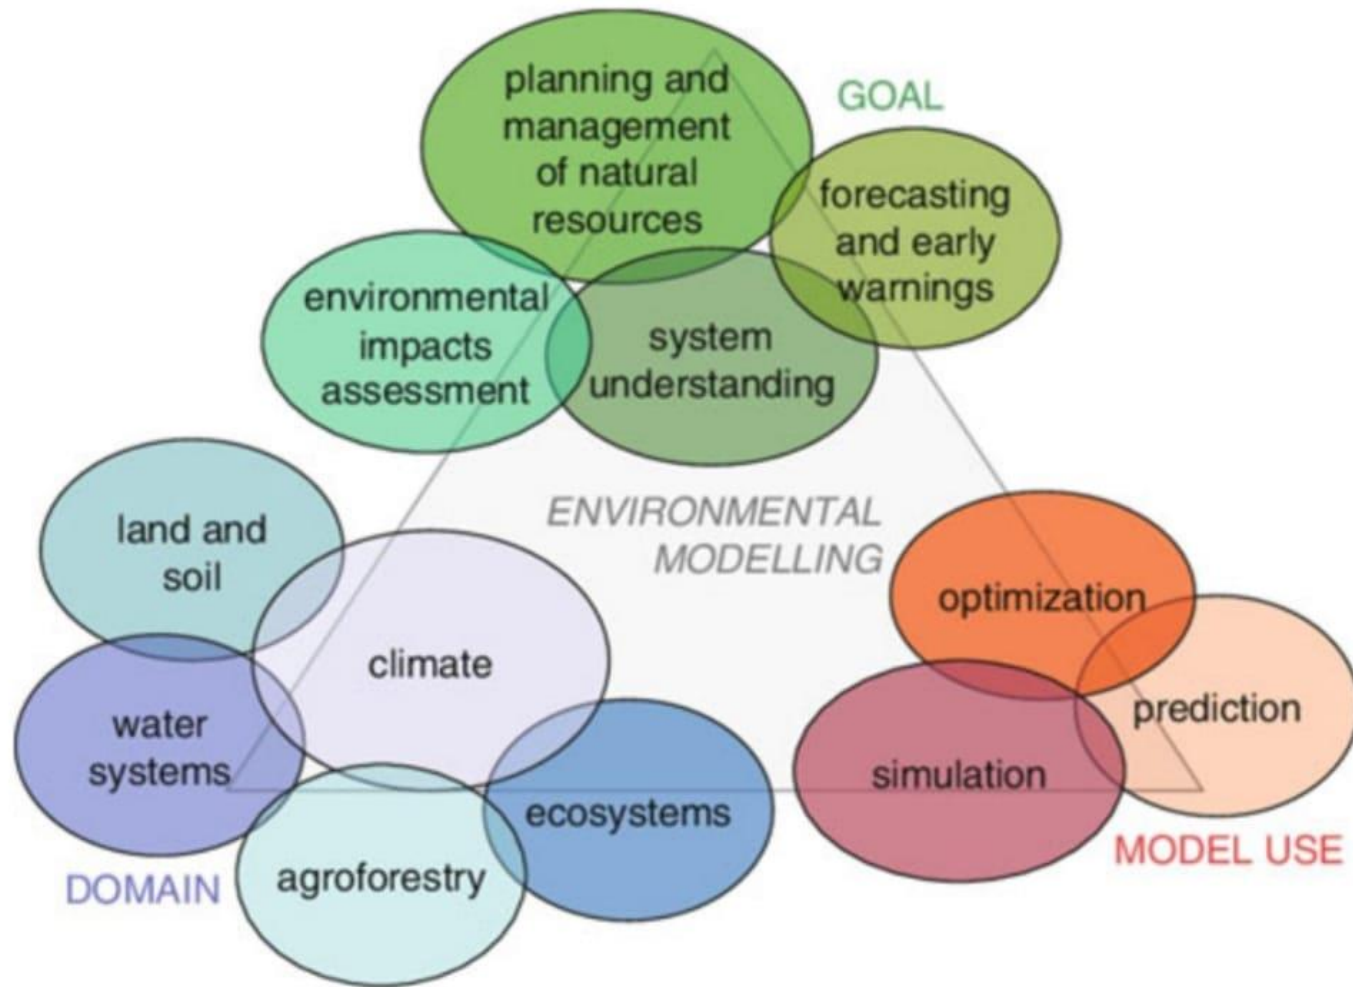 planning and
management
of natural
resources
GOAL
forecasting
and early
warnings
environmental
impacts
assessment
system
understanding
ENVIRONMENTAL
MODELLING
land and
soil
climate
water
systems
agroforestry
ecosystems
DOMAIN
optimization
prediction
simulation
MODEL USE